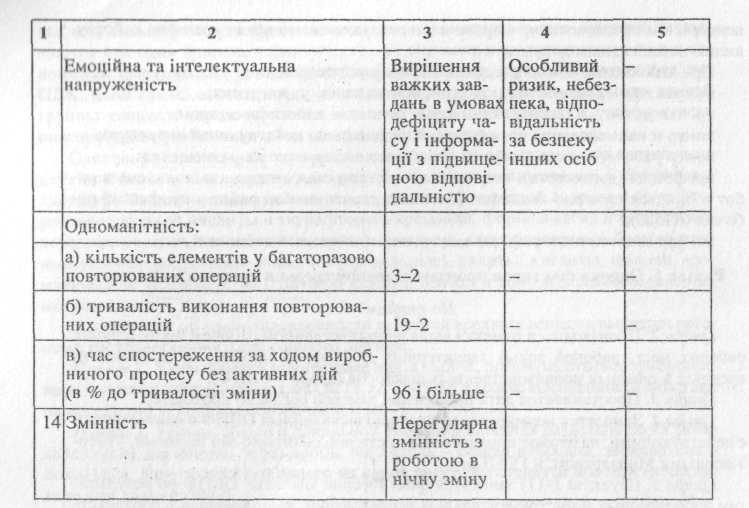 1 2 3 4 5
Емоційна та інтелектуальна
напруженість
Вирішення
важких зав-
дань в умовах
дефіциту ча-
су і інформа-
ції з підвище-
ною відпові-
дальністю
Особливий
ризик, небез-
пека, відпо-
відальність
за безпеку
інших осіб
–
Одноманітність:
а) кількість елементів у багаторазово
повторюваних операцій 3–2 –
б) тривалість виконання повторюва-
них операцій 19–2
в) час спостереження за ходом вироб-
ничого процесу без активних дій
(в % до тривалості зміни) 96 і більше
14 Змінність
Нерегулярна
змінність з
роботою в
нічну зміну